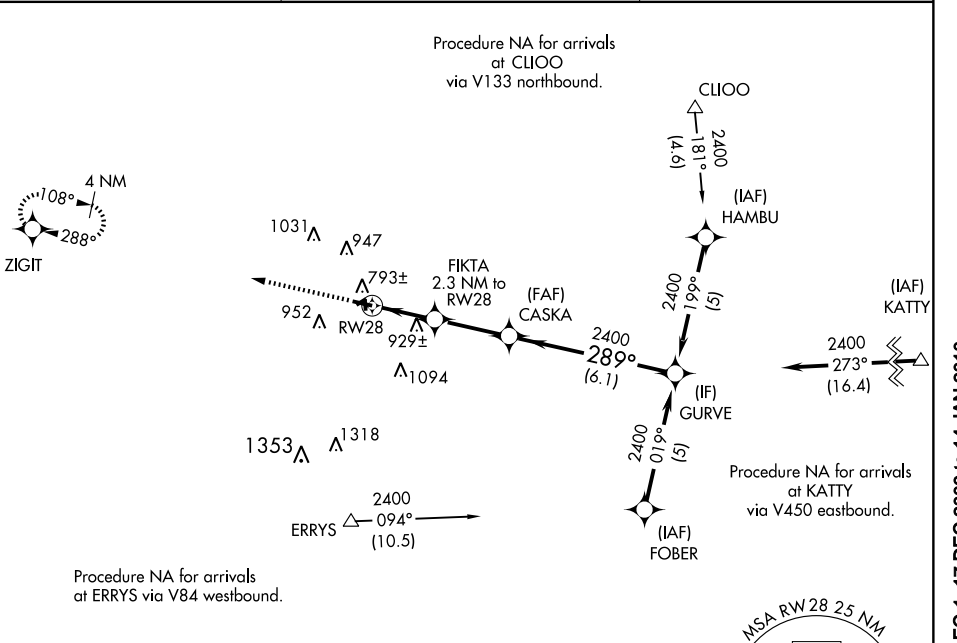 Procedure NA for arrivals
at CLIOO
via V133 northbound.
CLIOO
2400
181°
(4.6)
4 NM
108°
288°
ZIGIT
(IAF)
HAMBU
1031
947
793±
952
RW28
FIKTA
2.3 NM to
RW28
929±
1094
(FAF)
CASKA
2400
289°
(6.1)
2400
199°
(5)
(IF)
GURVE
(IAF)
KATTY
2400
273°
(16.4)
2400
019°
(5)
1353
1318
Procedure NA for arrivals
at KATTY
via V450 eastbound.
2400
ERRYS
094°
(10.5)
(IAF)
FOBER
Procedure NA for arrivals
at ERRYS via V84 westbound.
MSA RW28 25 NM